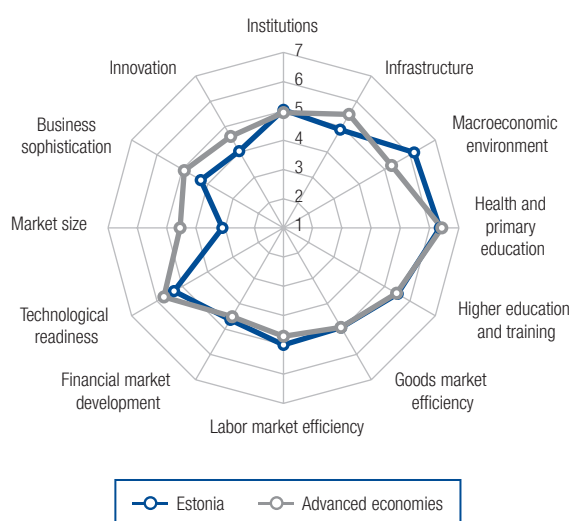 Institutions
7
6
5
4
3
2
1
Infrastructure
Macroeconomic
environment
Health and
primary
education
Higher education
and training
Goods market
efficiency
Labor market efficiency
Financial market
development
Technological
readiness
Market size
Business
sophistication
Innovation
Estonia
Advanced economies